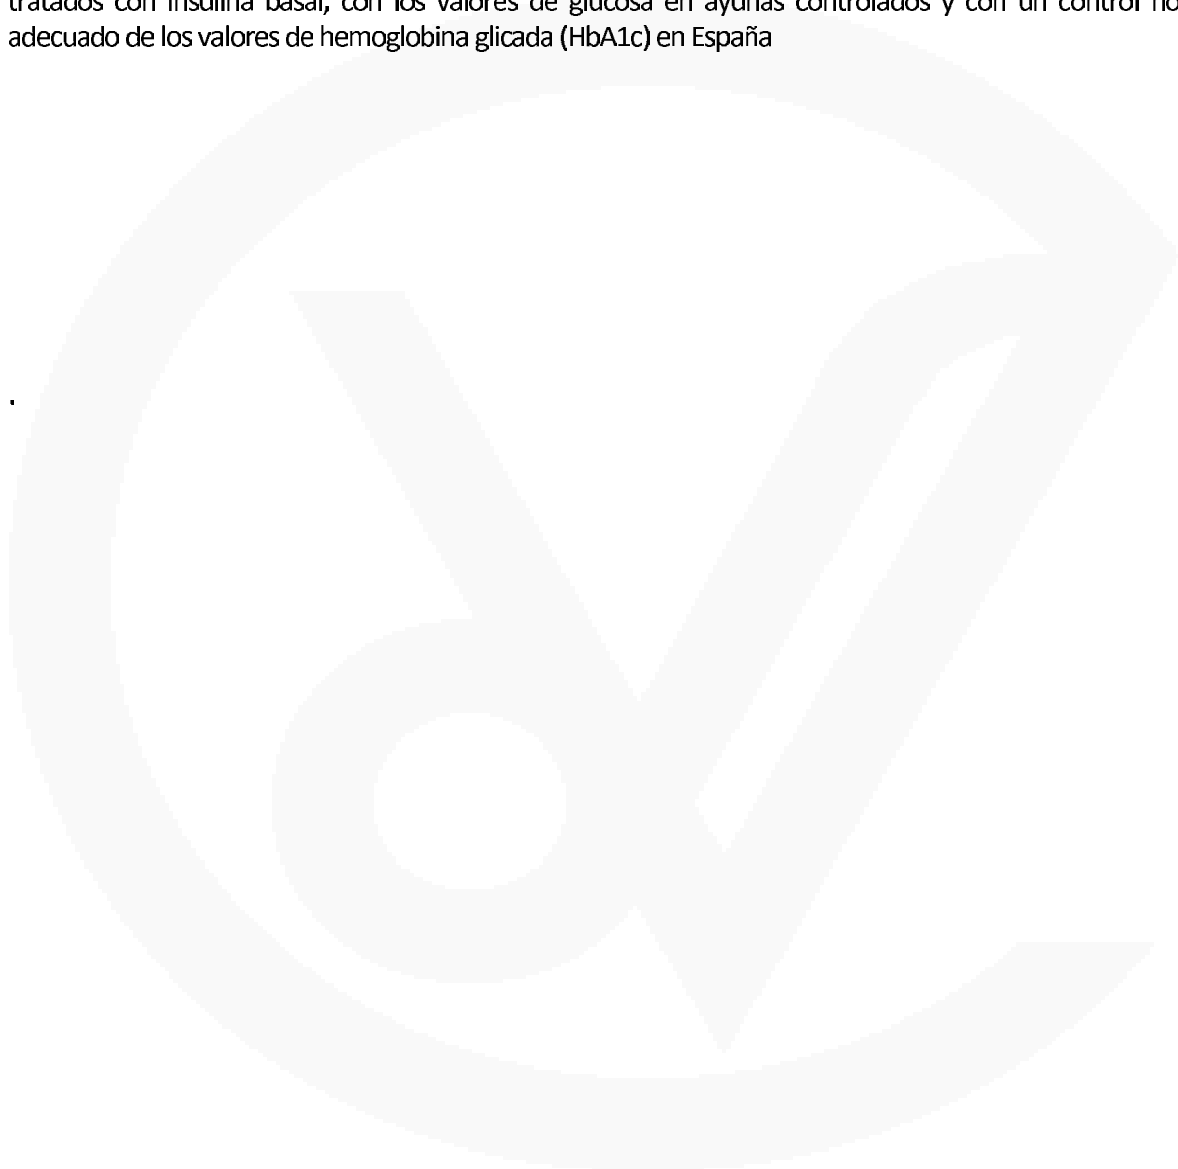 tratados con insulina basal, con los valores de glucosa en ayunas controlados y con un control no
adecuado de los valores de hemoglobina glicada (HbA1c) en España
.